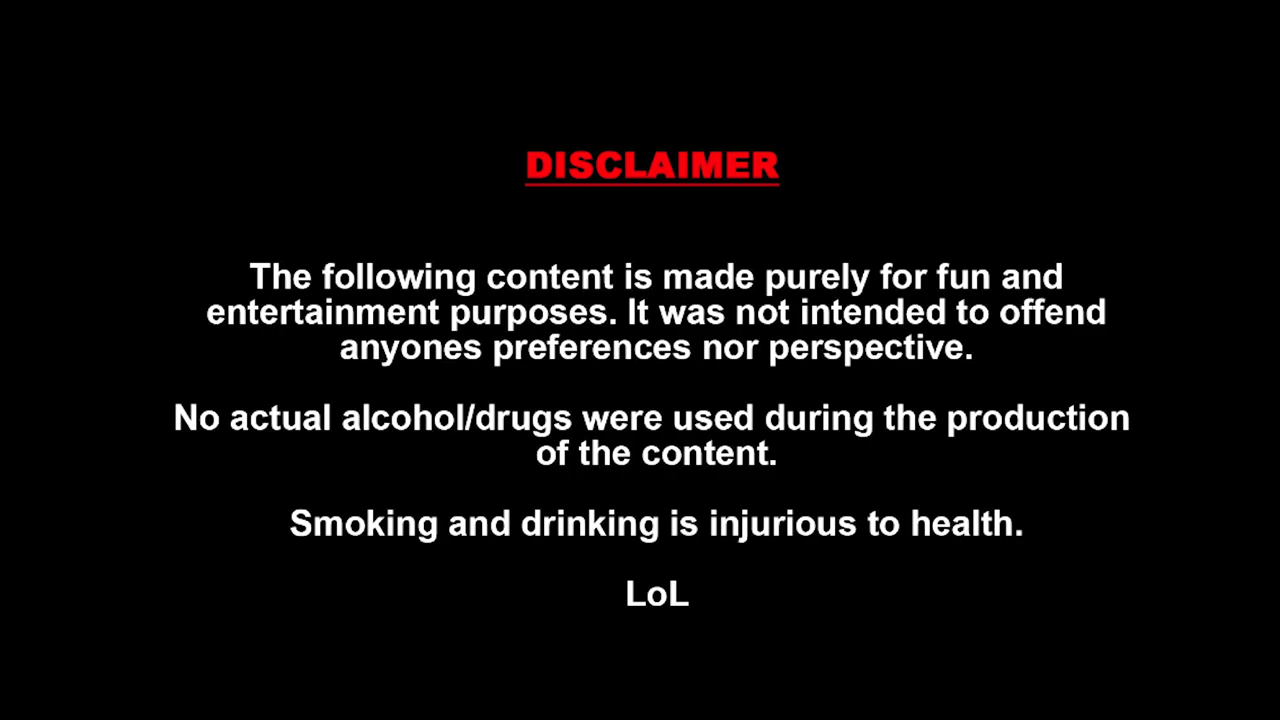 DISCLAIMER
The following content is made purely for fun and
entertainment purposes. It was not intended to offend
anyones preferences nor perspective.
No actual alcohol/drugs were used during the production
of the content.
Smoking and drinking is injurious to health.
LoL